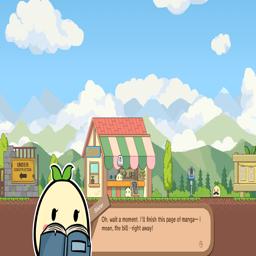 UNDER
CONSTRUCTION
Oh, wait a moment. I'll finish this page of manga— I
mean, the bill - right away!